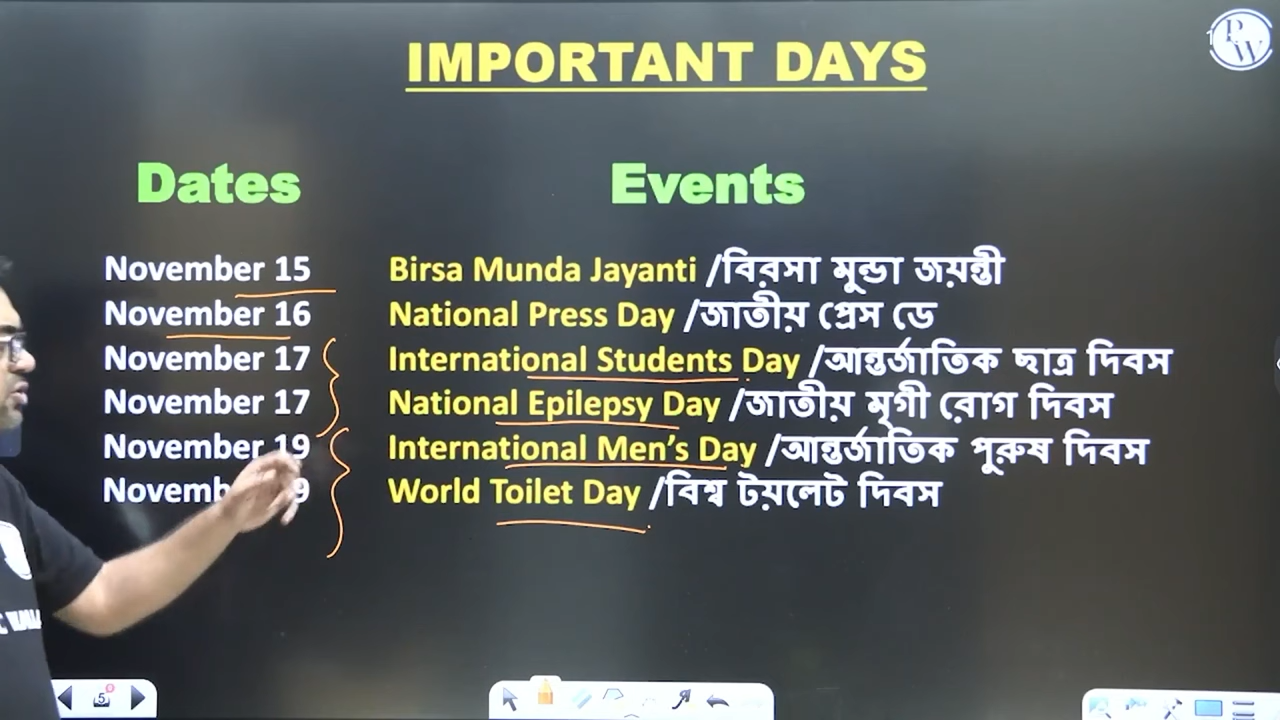 IMPORTANT DAYS
PW
Dates Events
November 15 Birsa Munda Jayanti /বিরসা মুন্ডা জয়ন্তী
November 16 National Press Day /জাতীয় প্রেস ডে
November 17 International Students Day /আন্তর্জাতিক ছাত্র দিবস
November 17 National Epilepsy Day /জাতীয় মৃগী রোগ দিবস
November 19 International Men's Day /আন্তর্জাতিক পুরুষ দিবস
World Toilet Day /বিশ্ব টয়লেট দিবস
5